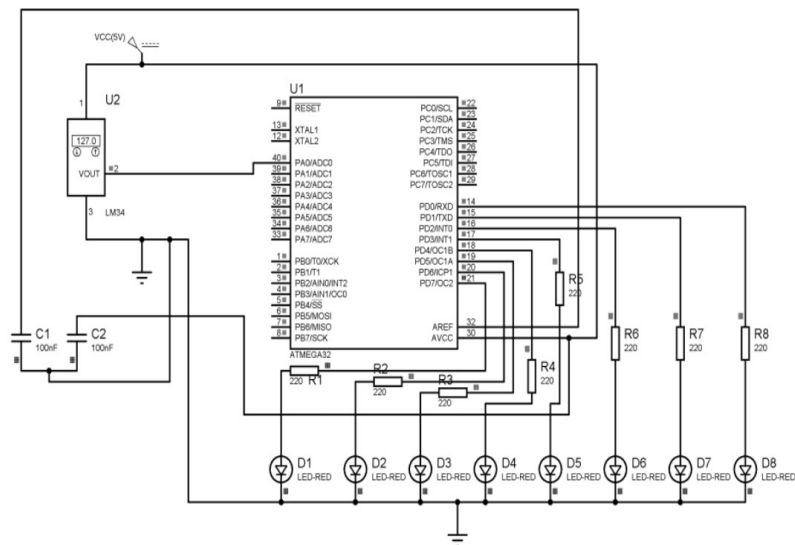 VCC(5V)
U2
1
127.0
2
VOUT
3
LM34
U1
9 RESET
13 XTAL1
12 XTAL2
40 PA0/ADC0
39 PA1/ADC1
38 PA2/ADC2
37 PA3/ADC3
36 PA4/ADC4
35 PA5/ADC5
34 PA6/ADC6
33 PA7/ADC7
1 PB0/T0/XCK
2 PB1/T1
3 PB2/AIN0/INT2
4 PB3/AIN1/OC0
5 PB4/SS
6 PB5/MOSI
7 PB6/MISO
8 PB7/SCK
PC0/SCL 22
PC1/SDA 23
PC2/TCK 24
PC3/TMS 25
PC4/TDO 26
PC5/TDI 27
PC6/TOSC1 28
PC7/TOSC2 29
PD0/RXD 14
PD1/TXD 15
PD2/INT0 16
PD3/INT1 17
PD4/OC1B 18
PD5/OC1A 19
PD6/ICP1 20
PD7/OC2 21
AREF 32
AVCC 30
ATMEGA32
C1
100nF
C2
100nF
R1
220
R2
220
R3
220
R4
220
R5
220
R6
220
R7
220
R8
220
D1
LED-RED
D2
LED-RED
D3
LED-RED
D4
LED-RED
D5
LED-RED
D6
LED-RED
D7
LED-RED
D8
LED-RED